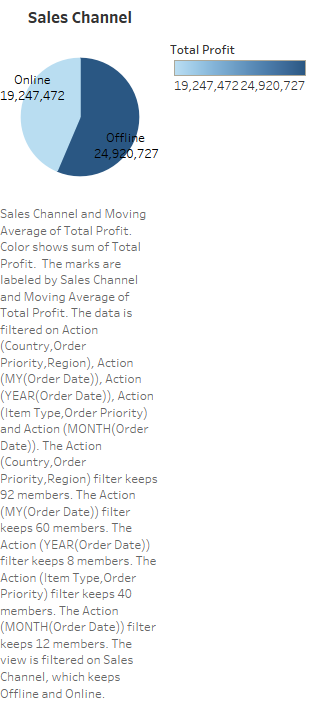 Sales Channel
Total Profit
19,247,472 24,920,727
Online
19,247,472
Offline
24,920,727
Sales Channel and Moving
Average of Total Profit.
Color shows sum of Total
Profit.  The marks are
labeled by Sales Channel
and Moving Average of
Total Profit. The data is
filtered on Action
(Country,Order
Priority,Region), Action
(MY(Order Date)), Action
(YEAR(Order Date)), Action
(Item Type,Order Priority)
and Action (MONTH(Order
Date)). The Action
(Country,Order
Priority,Region) filter keeps
92 members. The Action
(MY(Order Date)) filter
keeps 60 members. The
Action (YEAR(Order Date))
filter keeps 8 members. The
Action (Item Type,Order
Priority) filter keeps 40
members. The Action
(MONTH(Order Date)) filter
keeps 12 members. The
view is filtered on Sales
Channel, which keeps
Offline and Online.